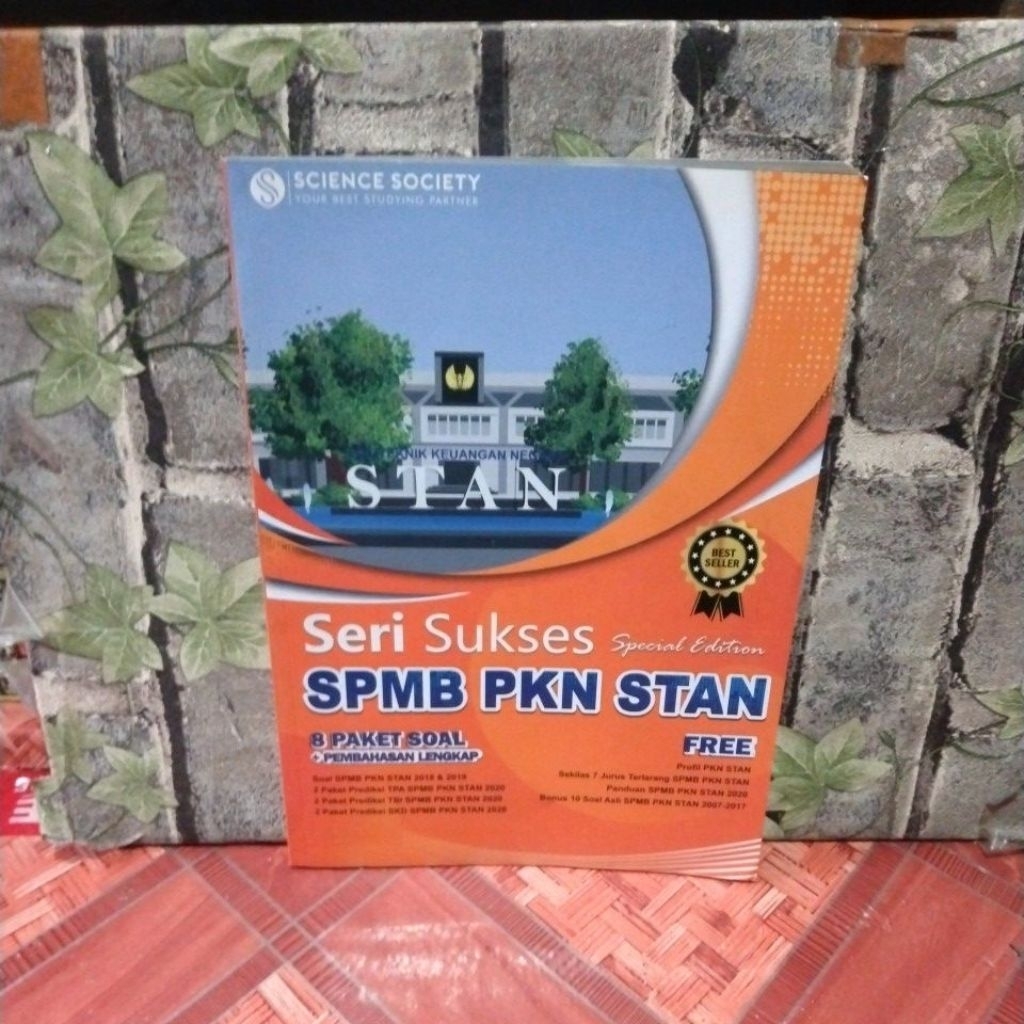 SCIENCE SOCIETY
YOUR BEST STUDYING PARTNER
KEUANGAN
STAN
BEST
SELLER
Seri Sukses Special Edition
SPMB PKN STAN
8 PAKET SOAL
+ PEMBAHASAN LENGKAP
Soal SPMB PKN STAN 2018 & 2019
2 Paket Prediksi TPA SPMB PKN STAN 2020
2 Paket Prediksi TBI SPMB PKN STAN 2020
2 Paket Prediksi SKD SPMB PKN STAN 2020
FREE
Profil PKN STAN
Sekilas 7 Jurus Terlarang SPMB PKN STAN
Panduan SPMB PKN STAN 2020
Bonus 10 Soal Asli SPMB PKN STAN 2007-2017